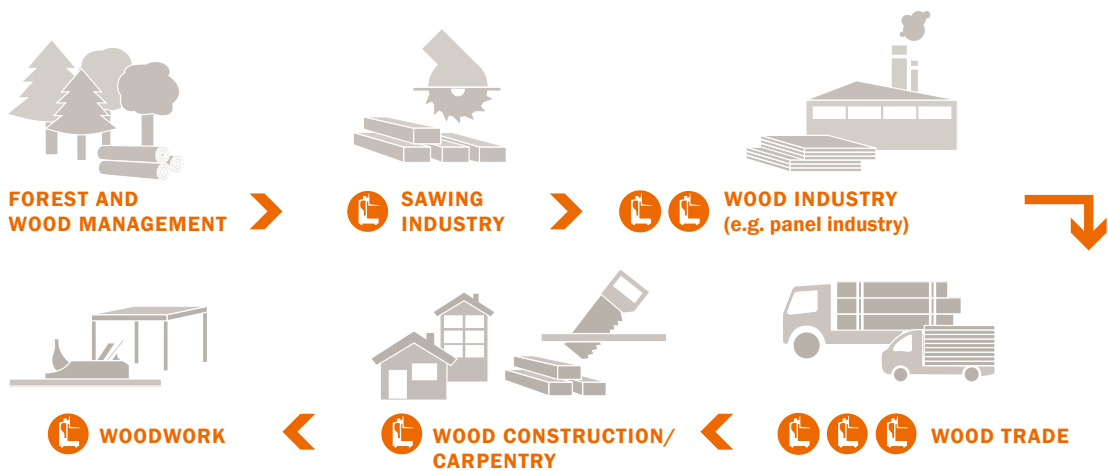 FOREST AND
WOOD MANAGEMENT
SAWING
INDUSTRY
WOOD INDUSTRY
(e.g. panel industry)
WOODWORK
WOOD CONSTRUCTION/
CARPENTRY
WOOD TRADE